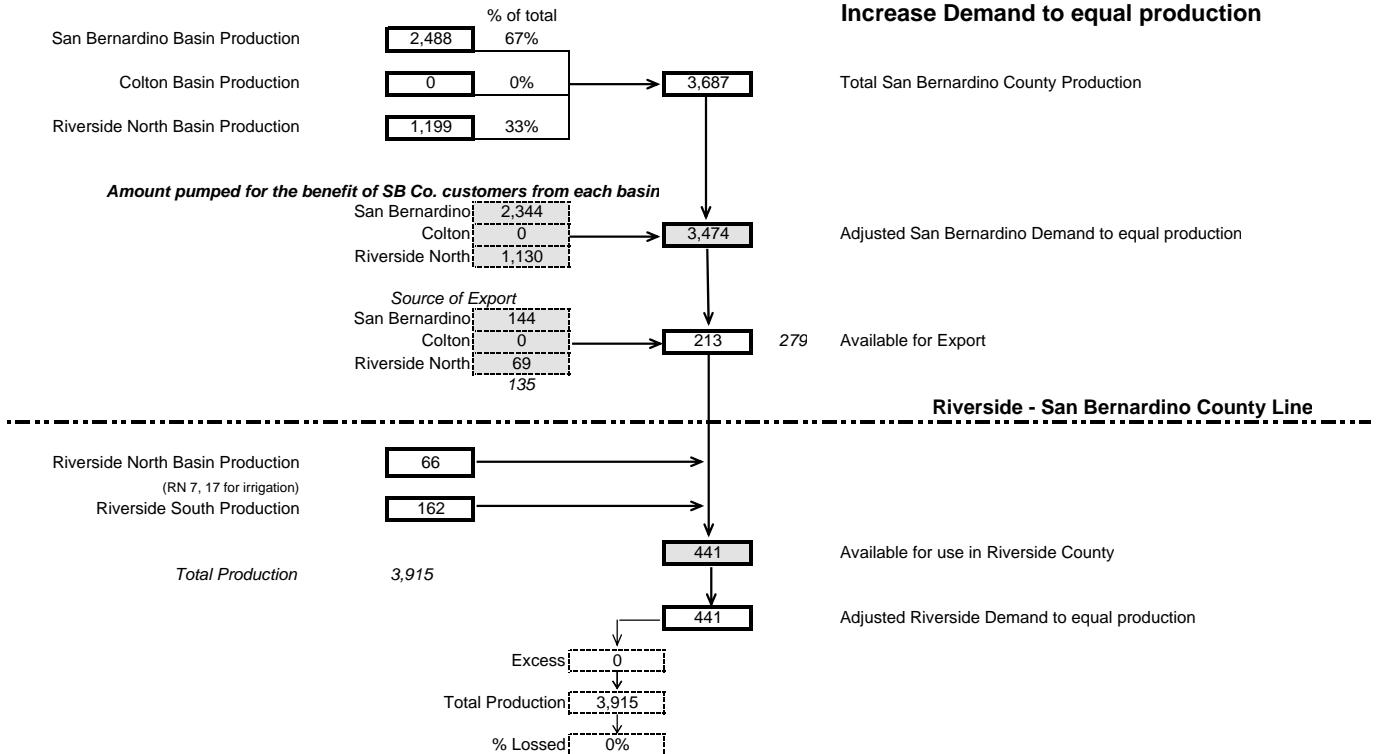 Increase Demand to equal production
% of total
San Bernardino Basin Production 2,488 67%
Colton Basin Production 0 0% 3,687 Total San Bernardino County Production
Riverside North Basin Production 1,199 33%
Amount pumped for the benefit of SB Co. customers from each basin
San Bernardino 2,344
Colton 0 3,474 Adjusted San Bernardino Demand to equal production
Riverside North 1,130
Source of Export
San Bernardino 144
Colton 0 213 279 Available for Export
Riverside North 69
135
Riverside - San Bernardino County Line
Riverside North Basin Production 66
(RN 7, 17 for irrigation)
Riverside South Production 162
441 Available for use in Riverside County
Total Production 3,915
441 Adjusted Riverside Demand to equal production
Excess 0
Total Production 3,915
% Lossed 0%